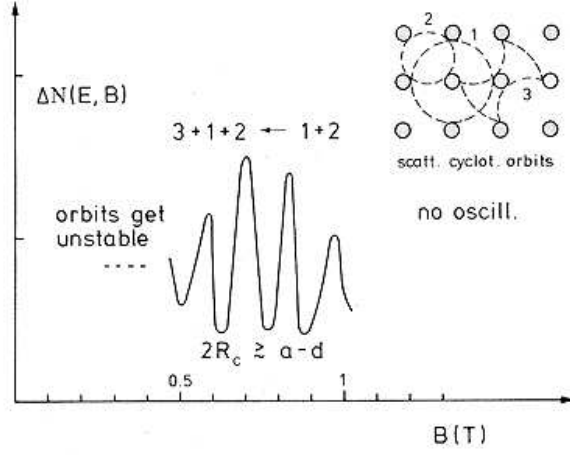 2
1
3
scatt. cyclot. orbits
no oscill.
ΔN(E, B)
3 + 1 + 2 ← 1 + 2
orbits get
unstable
2R_c ≳ a - d
0.5
1
B(T)